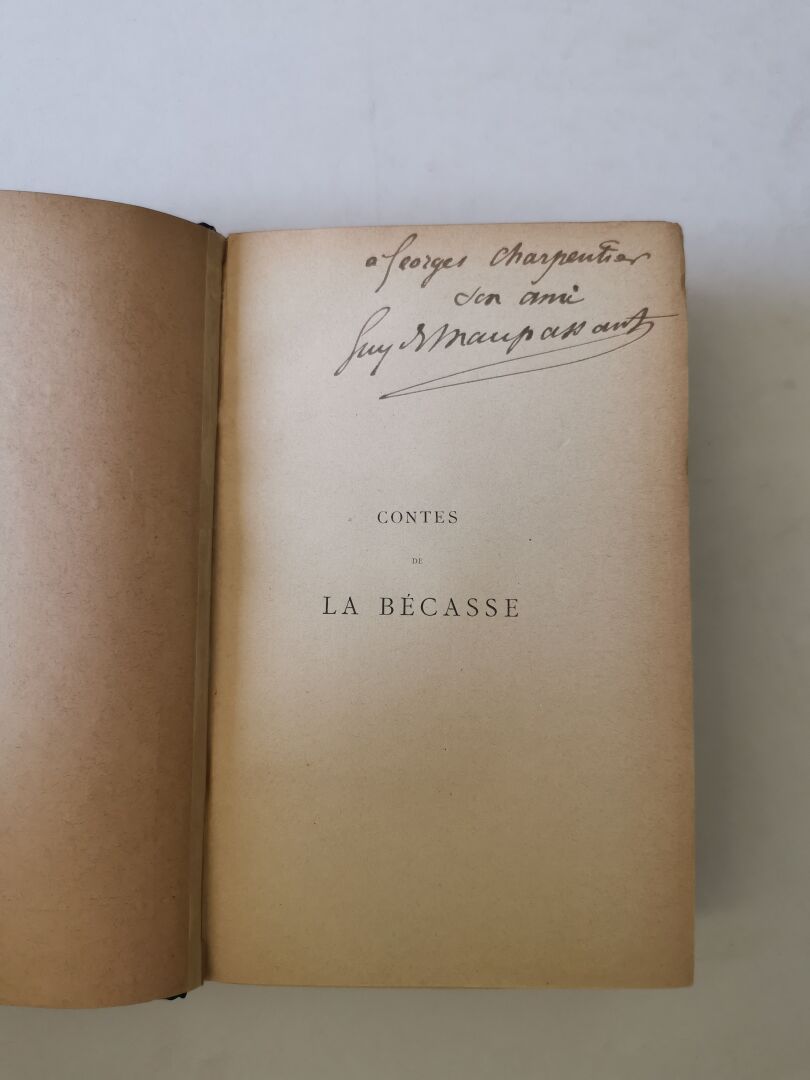 a Georges Charpentier
son ami
Guy de Maupassant
CONTES
DE
LA BÉCASSE